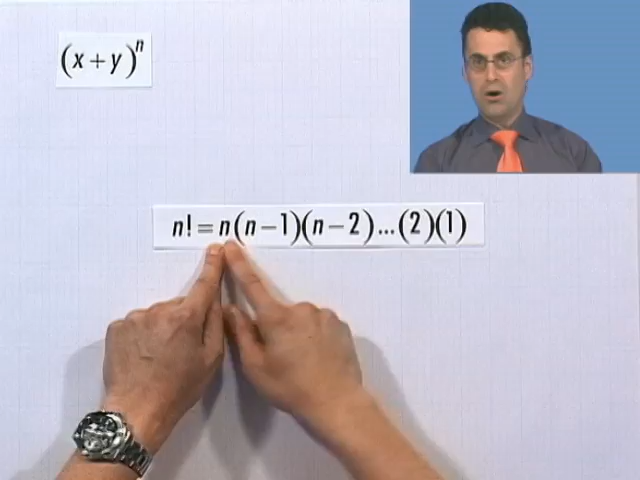 (x+y)ⁿ
n! = n(n-1)(n-2)...(2)(1)